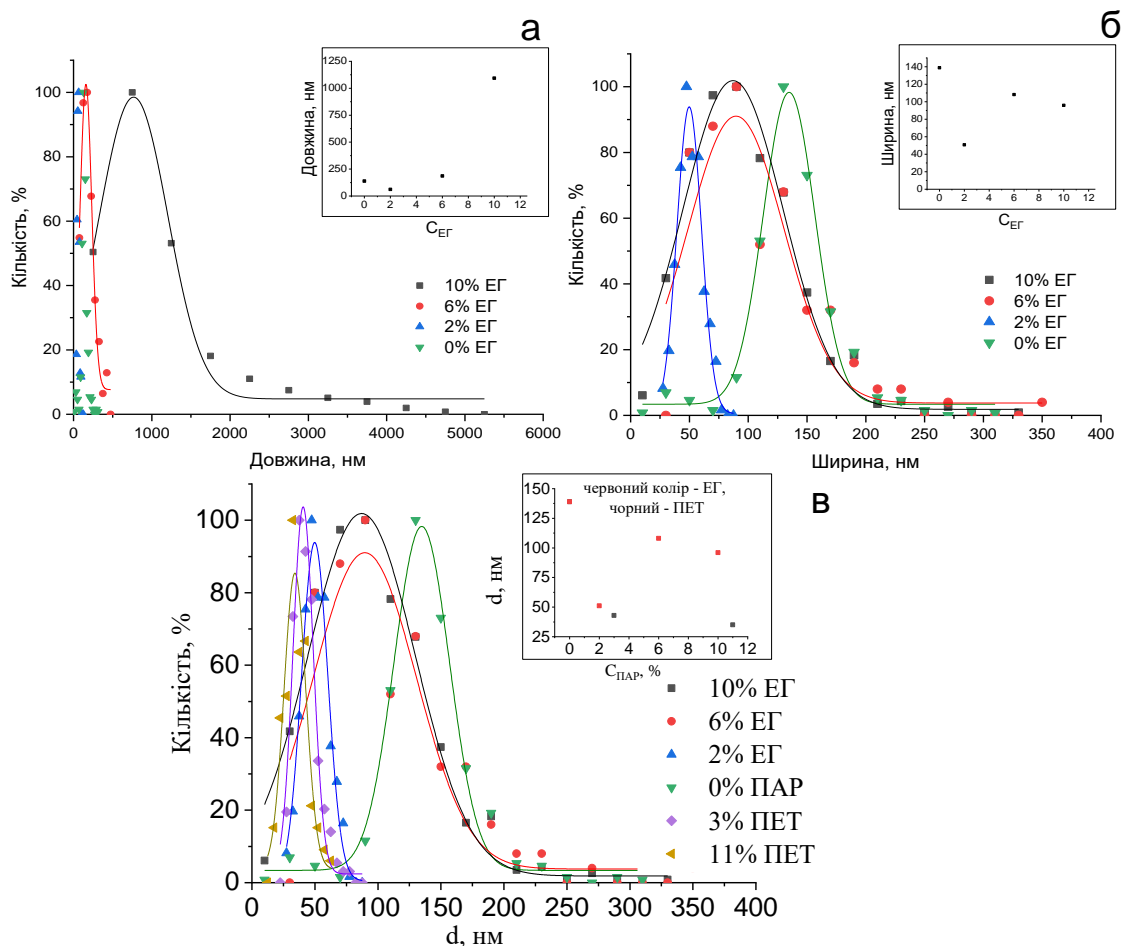 а
Кількість, %
100
80
60
40
20
0
0
1000
2000
3000
4000
5000
6000
Довжина, нм
10% ЕГ
6% ЕГ
2% ЕГ
0% ЕГ
Довжина, нм
1250
1000
750
500
250
0
0
2
4
6
8
10
12
C_ЕГ
б
Кількість, %
100
80
60
40
20
0
0
50
100
150
200
250
300
350
400
Ширина, нм
10% ЕГ
6% ЕГ
2% ЕГ
0% ЕГ
Ширина, нм
140
120
100
80
60
40
20
0
0
2
4
6
8
10
12
C_ЕГ
в
Кількість, %
100
80
60
40
20
0
0
50
100
150
200
250
300
350
400
d, нм
червоний колір - ЕГ,
чорний - ПЕТ
d, нм
150
125
100
75
50
25
0
2
4
6
8
10
12
C_ПАР, %
10% ЕГ
6% ЕГ
2% ЕГ
0% ПАР
3% ПЕТ
11% ПЕТ